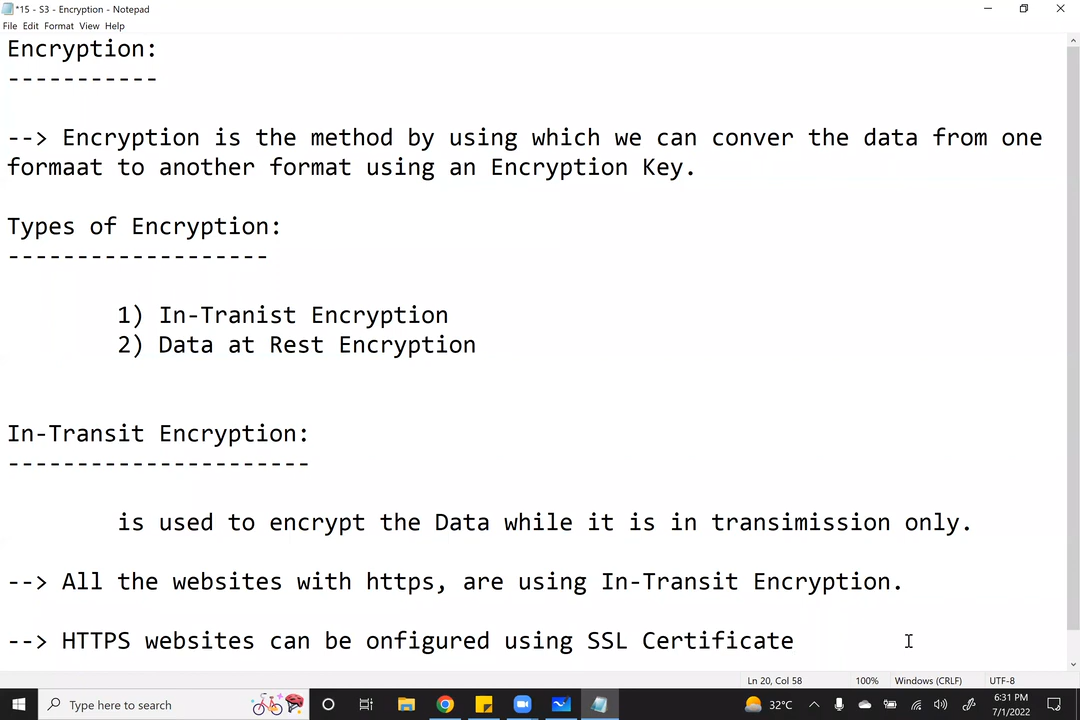 *15 - S3 - Encryption - Notepad
File Edit Format View Help
Encryption:
-----------
--> Encryption is the method by using which we can conver the data from one
formaat to another format using an Encryption Key.
Types of Encryption:
-------------------
1) In-Tranist Encryption
2) Data at Rest Encryption
In-Transit Encryption:
----------------------
is used to encrypt the Data while it is in transimission only.
--> All the websites with https, are using In-Transit Encryption.
--> HTTPS websites can be onfigured using SSL Certificate
Ln 20, Col 58 100% Windows (CRLF) UTF-8
Type here to search
32°C
6:31 PM
7/1/2022